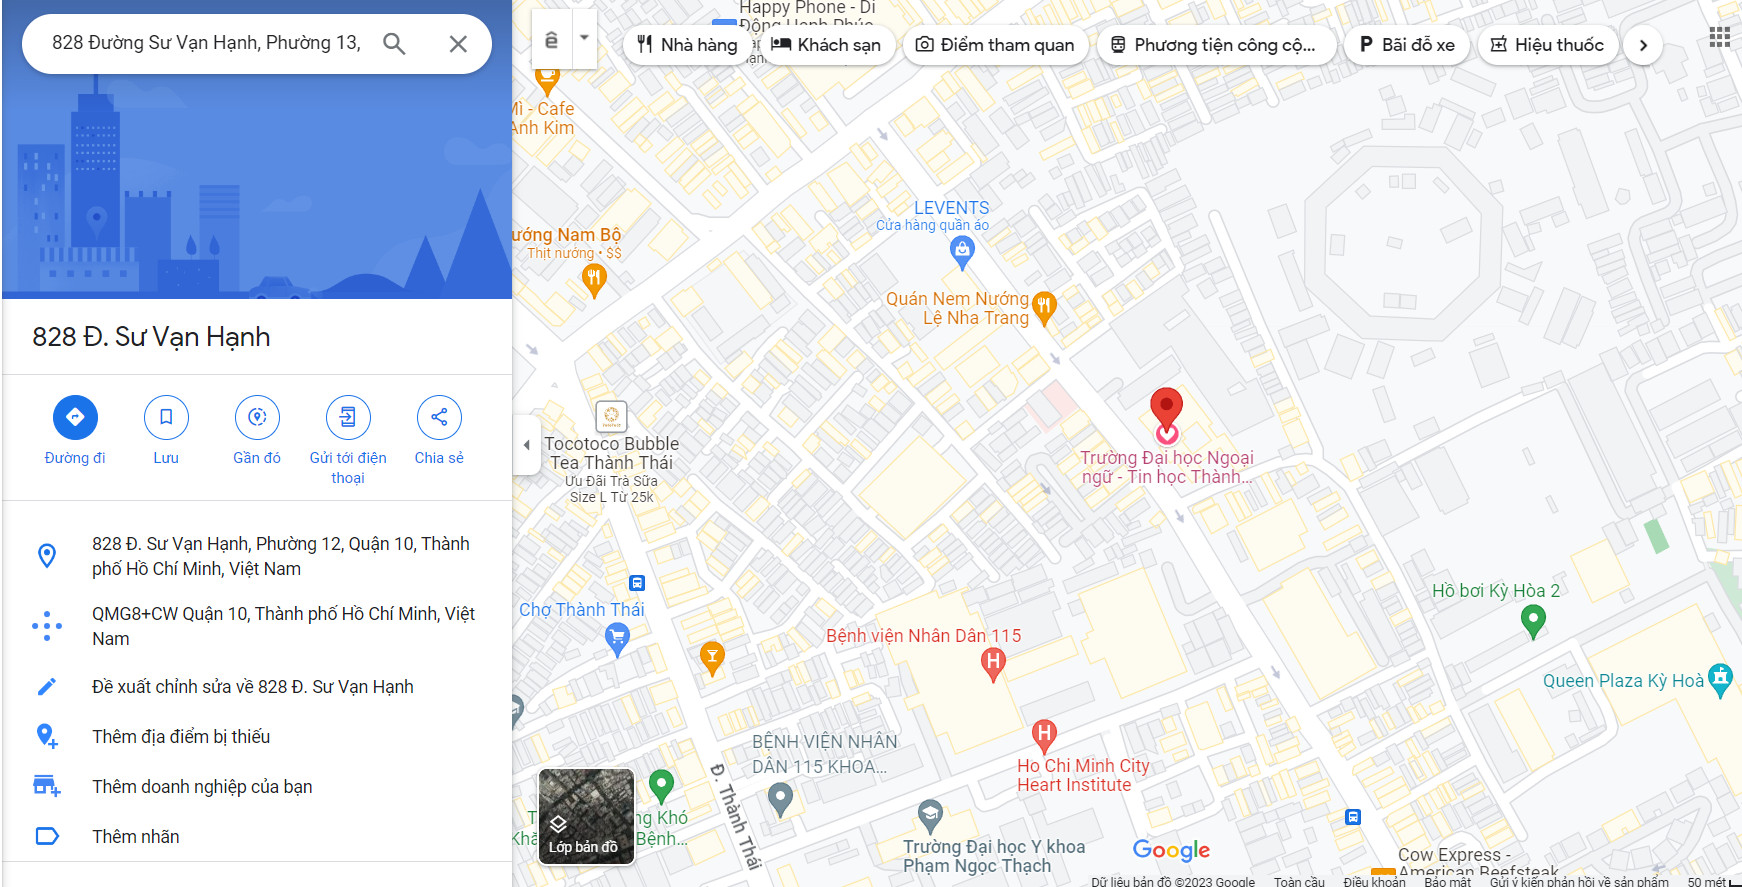 828 Đường Sư Vạn Hạnh, Phường 13,
828 Đ. Sư Vạn Hạnh
Đường đi
Lưu
Gần đó
Gửi tới điện
thoại
Chia sẻ
828 Đ. Sư Vạn Hạnh, Phường 12, Quận 10, Thành
phố Hồ Chí Minh, Việt Nam
QMG8+CW Quận 10, Thành phố Hồ Chí Minh, Việt
Nam
Đề xuất chỉnh sửa về 828 Đ. Sư Vạn Hạnh
Thêm địa điểm bị thiếu
Thêm doanh nghiệp của bạn
Thêm nhãn
Happy Phone - Di
Động Hạnh Phúc
ê
Nhà hàng
Khách sạn
Điểm tham quan
Phương tiện công cộ...
P Bãi đỗ xe
Hiệu thuốc
Mì - Cafe
Anh Kim
LEVENTS
Cửa hàng quần áo
ướng Nam Bộ
Thịt nướng • $$
Quán Nem Nướng
Lệ Nha Trang
Tocotoco Bubble
Tea Thành Thái
Ưu Đãi Trà Sữa
Size L Từ 25k
Trường Đại học Ngoại
ngữ - Tin học Thành...
Chợ Thành Thái
Hồ bơi Kỳ Hòa 2
Bệnh viện Nhân Dân 115
H
Queen Plaza Kỳ Hoà
BỆNH VIỆN NHÂN
DÂN 115 KHOA...
H
Ho Chi Minh City
Heart Institute
Đ. Thành Thái
T
ng Khó
Khă
Bệnh...
Lớp bản đồ
Trường Đại học Y khoa
Phạm Ngọc Thạch
Google
Cow Express -
American Beefsteak
Dữ liệu bản đồ ©2023 Google
Toàn cầu
Điều khoản
Bảo mật
Gửi ý kiến phản hồi về sản phẩm
50 mét